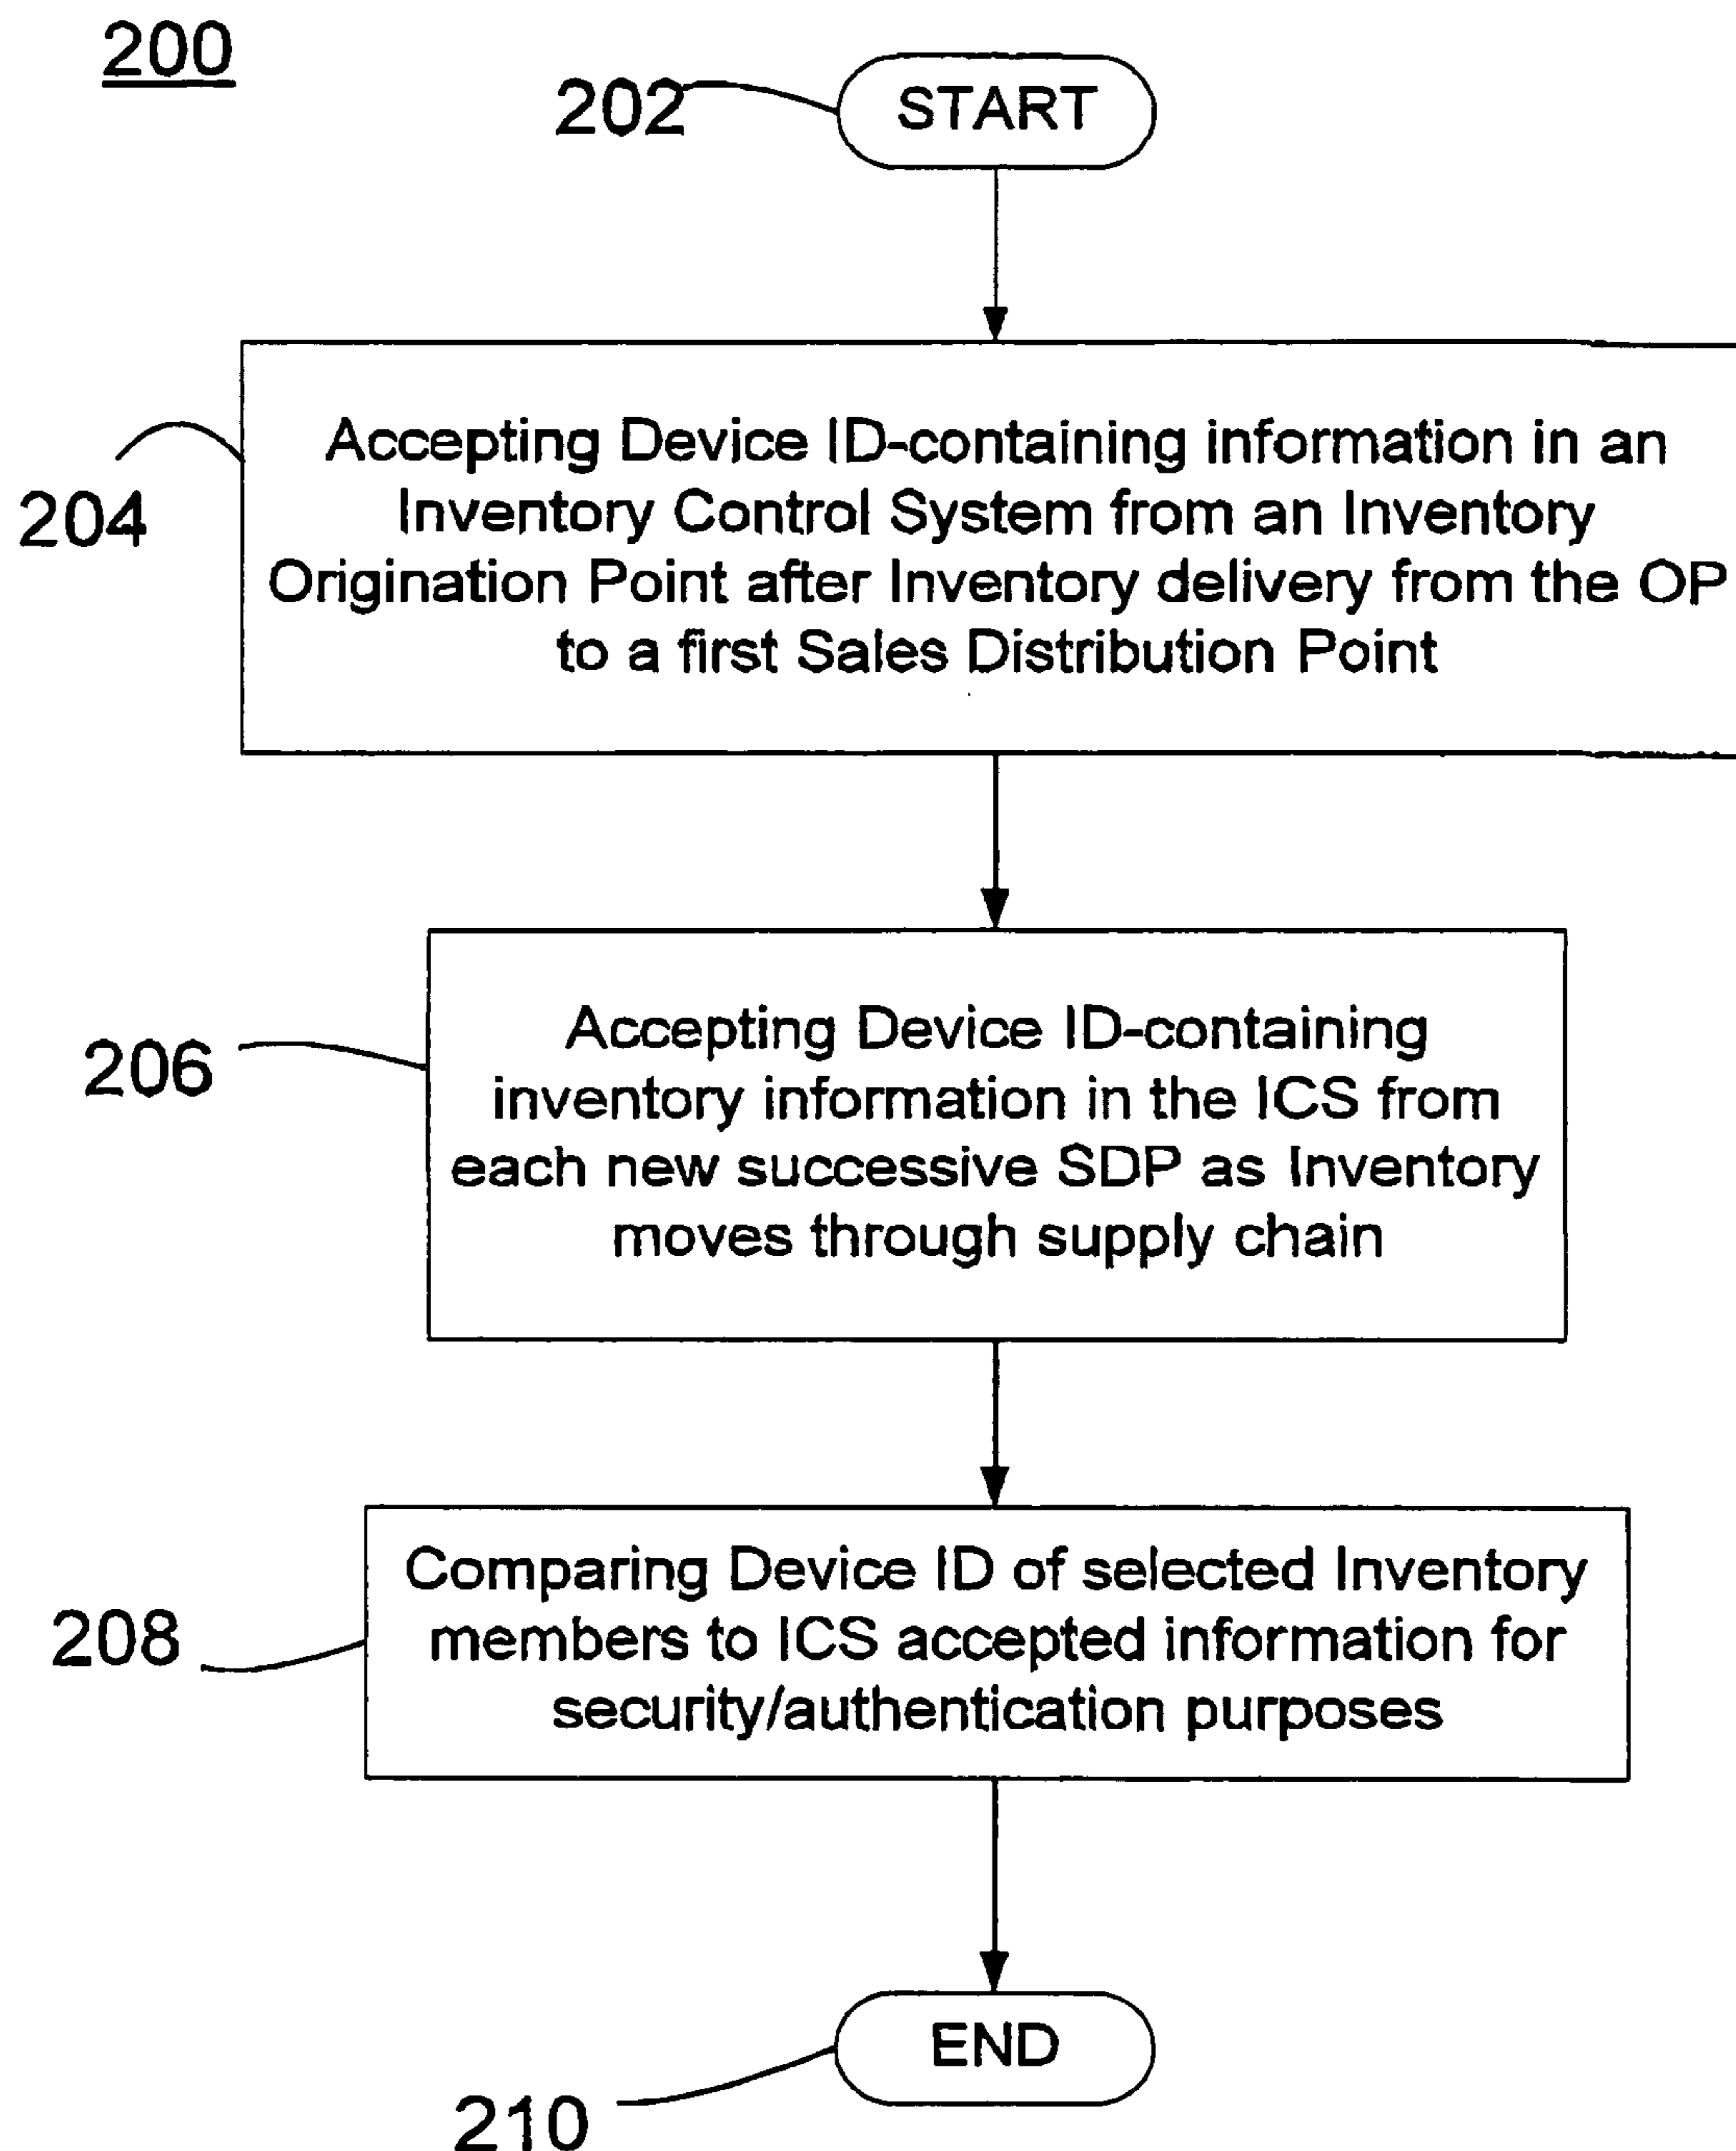 200
202
START
204
Accepting Device ID-containing information in an
Inventory Control System from an Inventory
Origination Point after Inventory delivery from the OP
to a first Sales Distribution Point
206
Accepting Device ID-containing
inventory information in the ICS from
each new successive SDP as Inventory
moves through supply chain
208
Comparing Device ID of selected Inventory
members to ICS accepted information for
security/authentication purposes
END
210